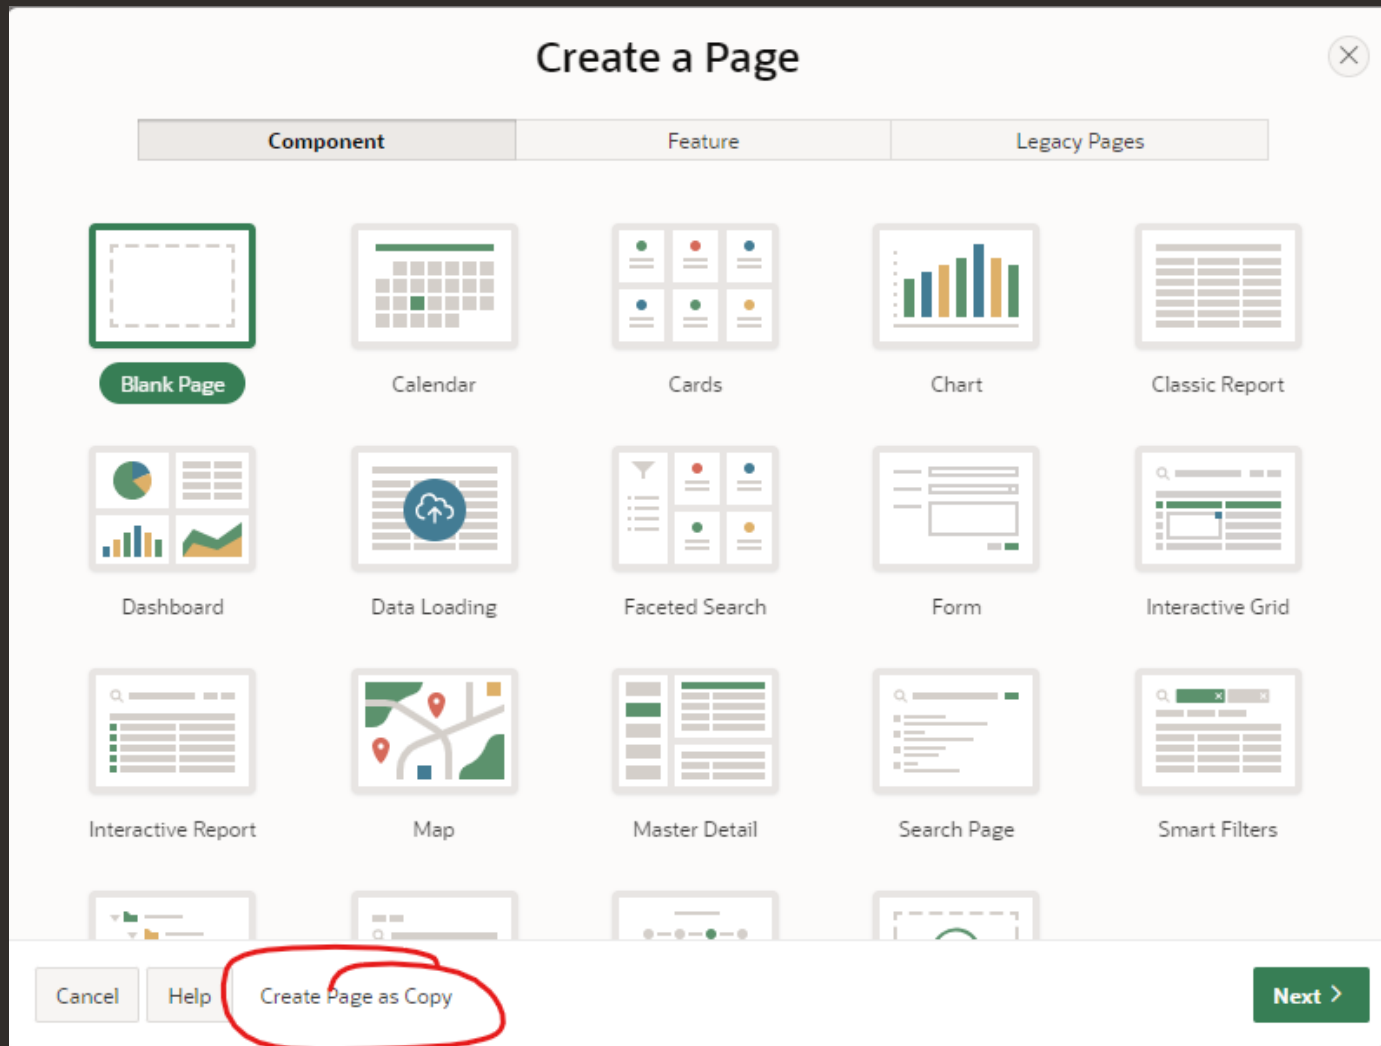 Create a Page
Component Feature Legacy Pages
Blank Page Calendar Cards Chart Classic Report
Dashboard Data Loading Faceted Search Form Interactive Grid
Interactive Report Map Master Detail Search Page Smart Filters
Cancel Help Create Page as Copy Next